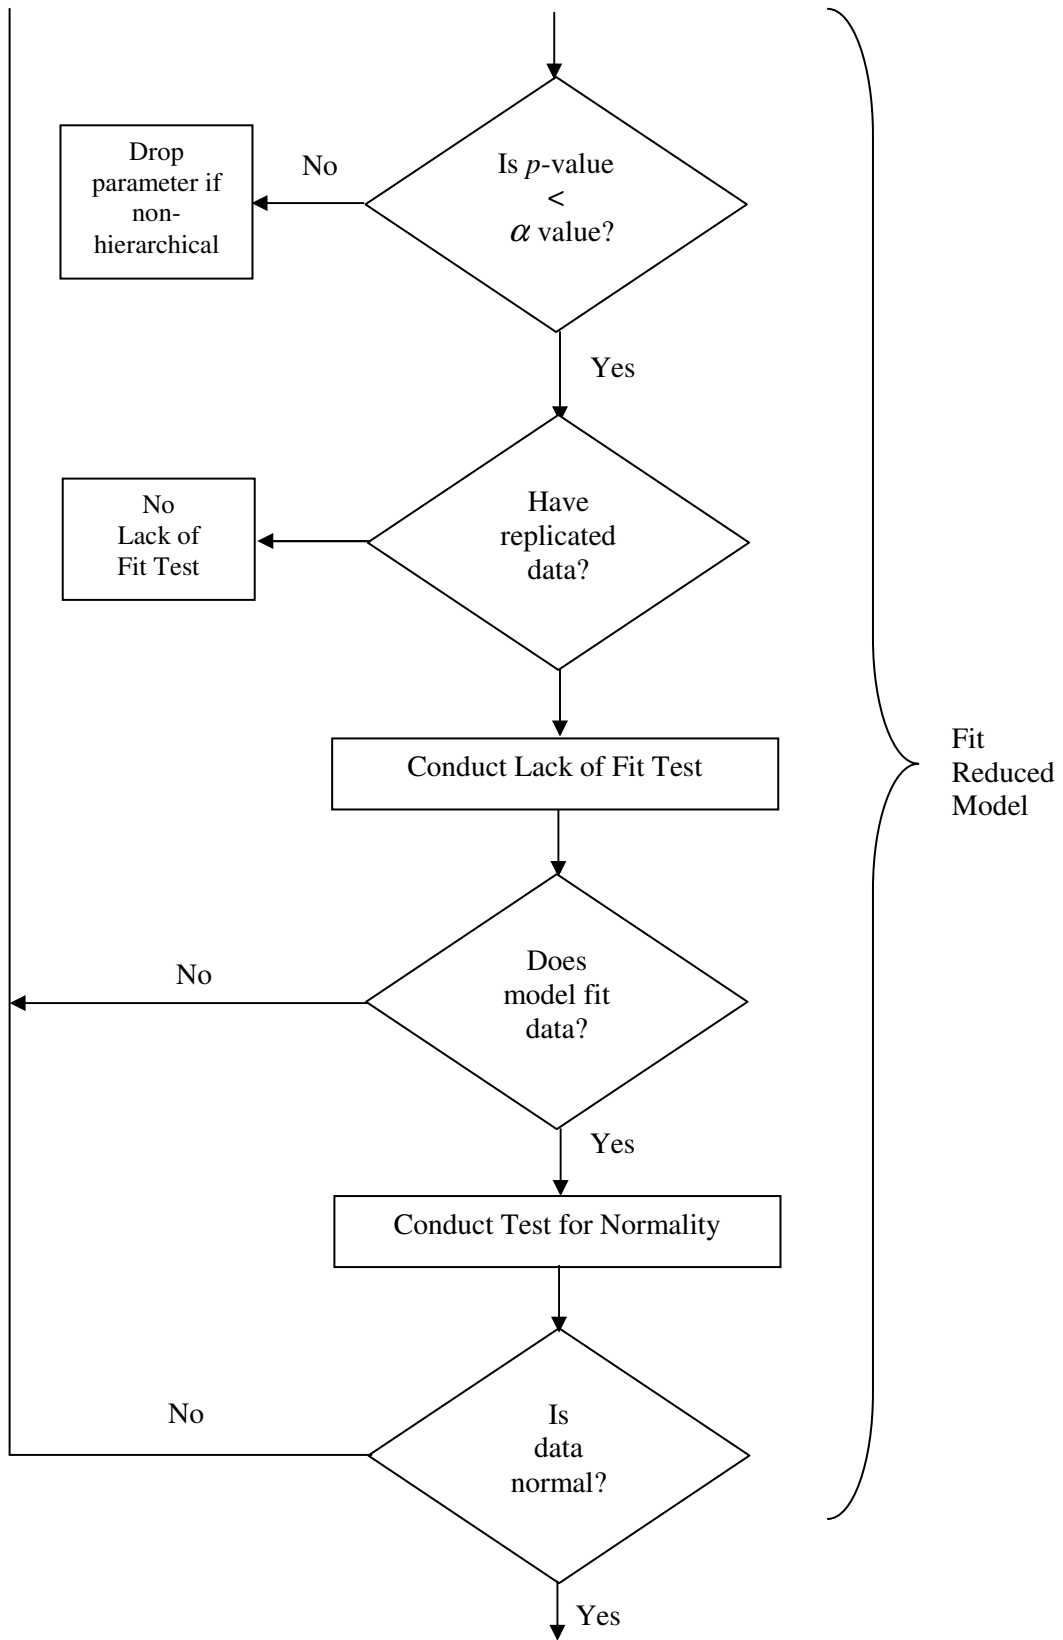 Drop
parameter if
non-
hierarchical
No
Is p-value
<
α value?
Yes
No
Lack of
Fit Test
Have
replicated
data?
Conduct Lack of Fit Test
Fit
Reduced
Model
No
Does
model fit
data?
Yes
Conduct Test for Normality
No
Is
data
normal?
Yes